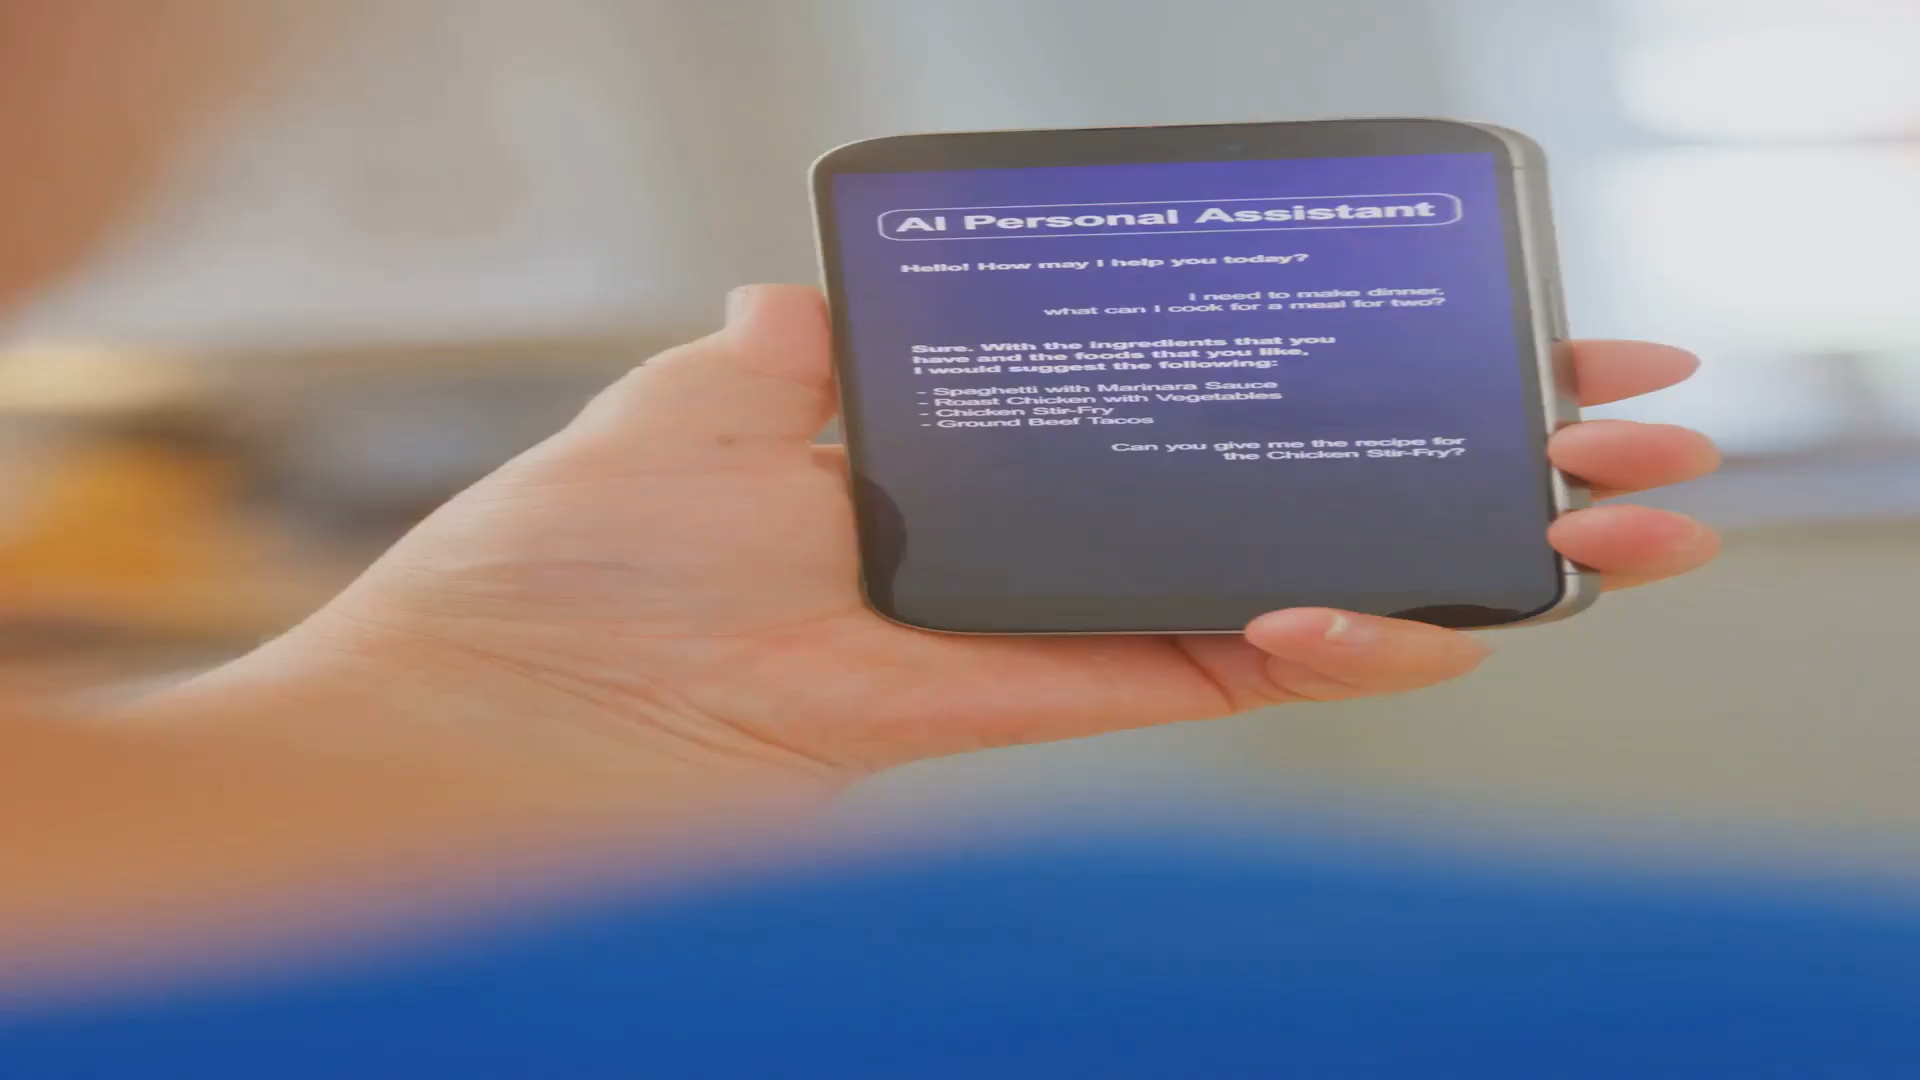 AI Personal Assistant
Hello! How may I help you today?
I need to make dinner,
what can I cook for a meal for two?
Sure. With the ingredients that you
have and the foods that you like,
I would suggest the following:
- Spaghetti with Marinara Sauce
- Roast Chicken with Vegetables
- Chicken Stir-Fry
- Ground Beef Tacos
Can you give me the recipe for
the Chicken Stir-Fry?